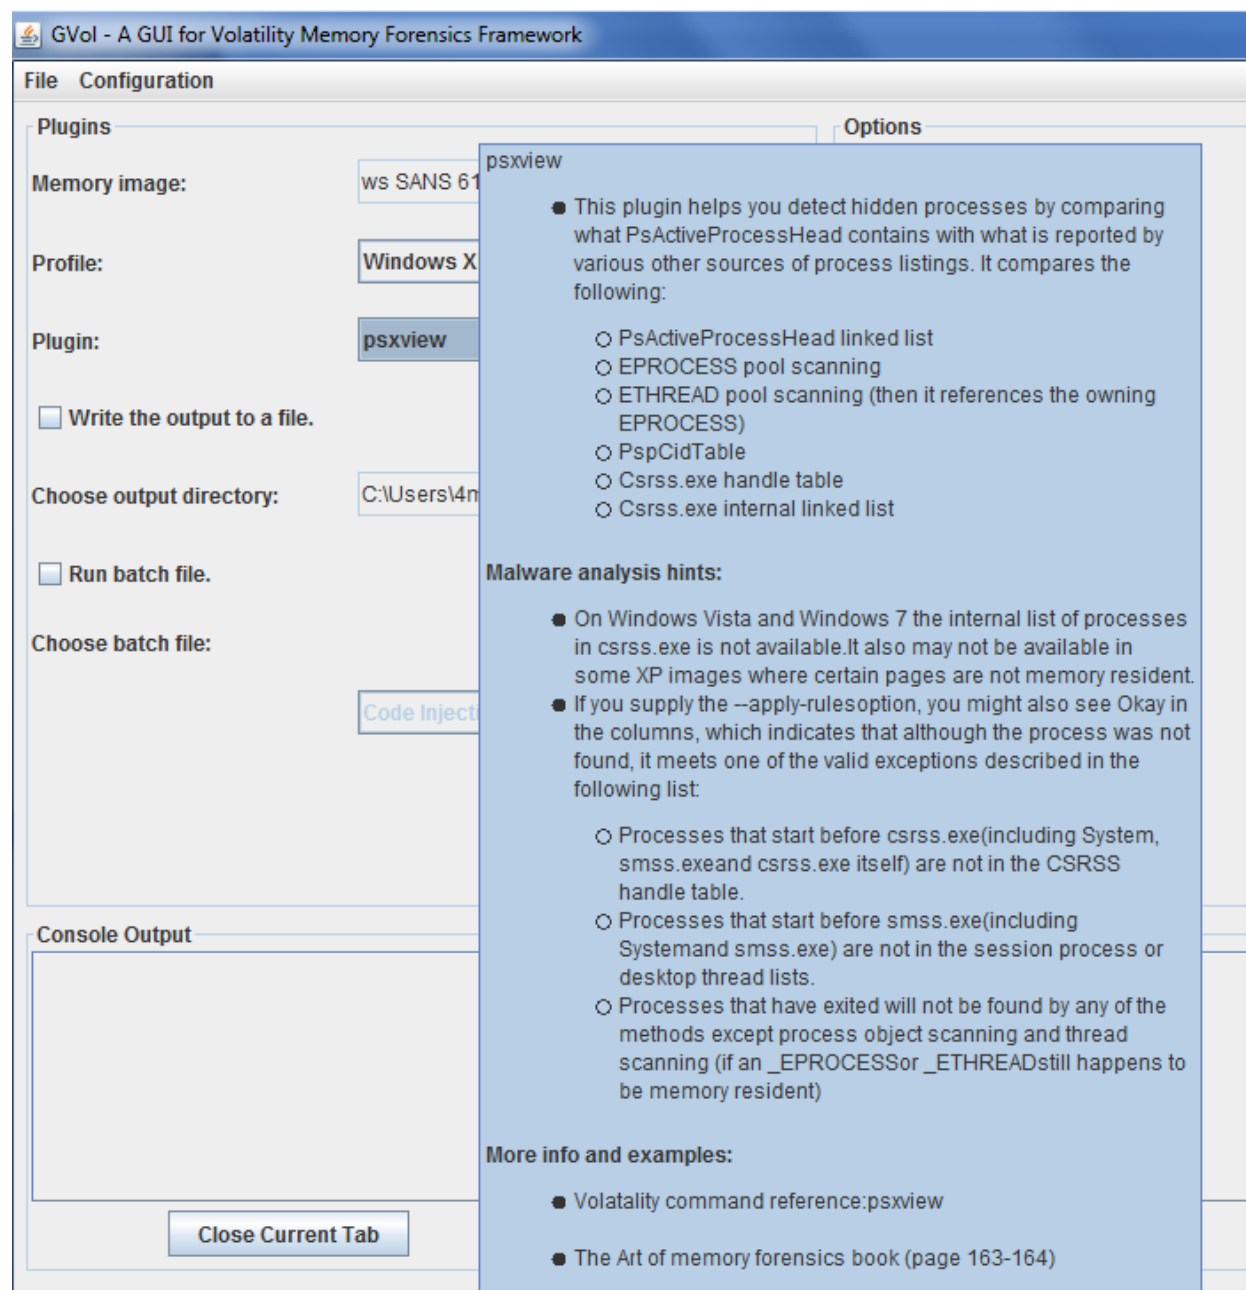 GVol - A GUI for Volatility Memory Forensics Framework
File Configuration
Plugins
Options
Memory image:
ws SANS 61
Profile:
Windows X
Plugin:
psxview
Write the output to a file.
Choose output directory:
C:\Users\4m
Run batch file.
Choose batch file:
Code Injecti
Console Output
Close Current Tab
psxview
This plugin helps you detect hidden processes by comparing
what PsActiveProcessHead contains with what is reported by
various other sources of process listings. It compares the
following:
PsActiveProcessHead linked list
EPROCESS pool scanning
ETHREAD pool scanning (then it references the owning
EPROCESS)
PspCidTable
Csrss.exe handle table
Csrss.exe internal linked list
Malware analysis hints:
On Windows Vista and Windows 7 the internal list of processes
in csrss.exe is not available.It also may not be available in
some XP images where certain pages are not memory resident.
If you supply the --apply-rulesoption, you might also see Okay in
the columns, which indicates that although the process was not
found, it meets one of the valid exceptions described in the
following list:
Processes that start before csrss.exe(including System,
smss.exeand csrss.exe itself) are not in the CSRSS
handle table.
Processes that start before smss.exe(including
Systemand smss.exe) are not in the session process or
desktop thread lists.
Processes that have exited will not be found by any of the
methods except process object scanning and thread
scanning (if an _EPROCESSor _ETHREADstill happens to
be memory resident)
More info and examples:
Volatality command reference:psxview
The Art of memory forensics book (page 163-164)